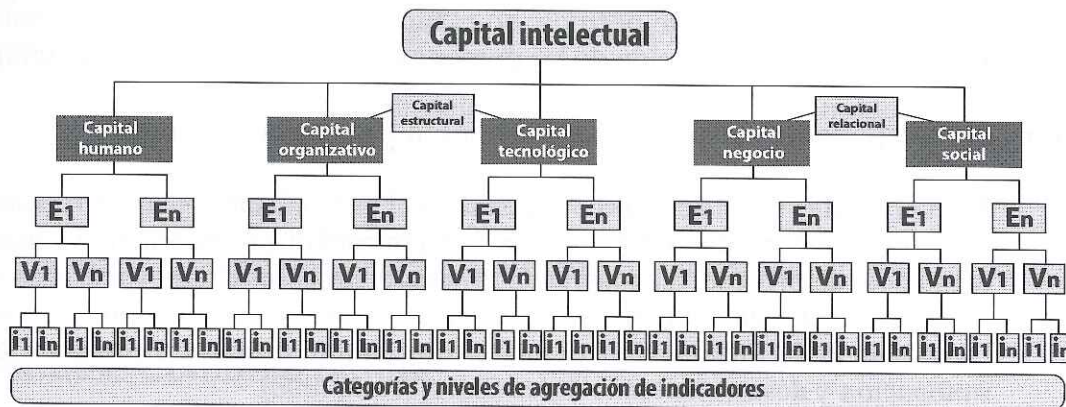 Capital intelectual
Capital
estructural
Capital
relacional
Capital
humano
Capital
organizativo
Capital
tecnológico
Capital
negocio
Capital
social
E1 En E1 En E1 En E1 En E1 En
V1 Vn V1 Vn V1 Vn V1 Vn V1 Vn V1 Vn V1 Vn V1 Vn V1 Vn V1 Vn
i1 in i1 in i1 in i1 in i1 in i1 in i1 in i1 in i1 in i1 in i1 in i1 in i1 in i1 in i1 in i1 in i1 in i1 in i1 in i1 in
Categorías y niveles de agregación de indicadores